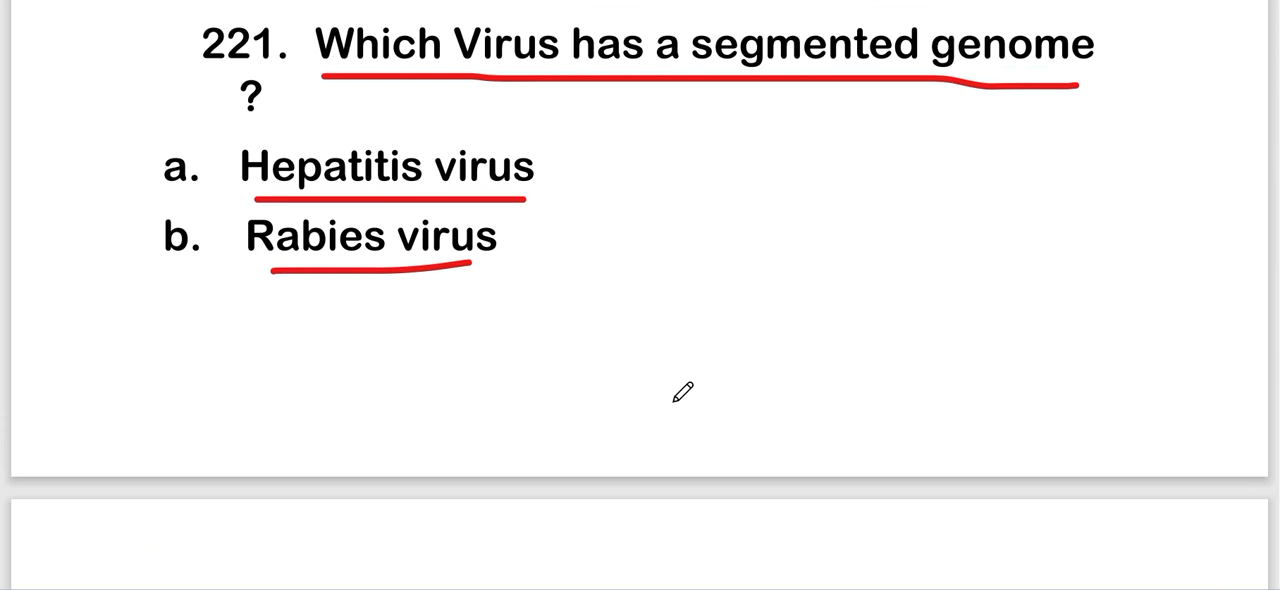 221. Which Virus has a segmented genome
?
a. Hepatitis virus
b. Rabies virus